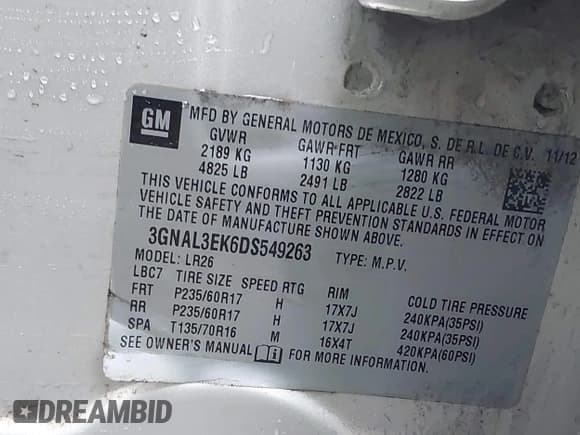 GM
MFD BY GENERAL MOTORS DE MEXICO, S. DE R.L. DE C.V. 11/12
GVWR GAWR FRT GAWR RR
2189 KG 1130 KG 1280 KG
4825 LB 2491 LB 2822 LB
THIS VEHICLE CONFORMS TO ALL APPLICABLE U.S. FEDERAL MOTOR
VEHICLE SAFETY AND THEFT PREVENTION STANDARDS IN EFFECT ON
THE DATE OF MANUFACTURE SHOWN ABOVE.
3GNAL3EK6DS549263 TYPE: M.P.V.
MODEL: LR26
LBC7 TIRE SIZE SPEED RTG RIM COLD TIRE PRESSURE
FRT P235/60R17 H 17X7J 240KPA(35PSI)
RR P235/60R17 H 17X7J 240KPA(35PSI)
SPA T135/70R16 M 16X4T 420KPA(60PSI)
SEE OWNER'S MANUAL FOR MORE INFORMATION.
DREAMBID